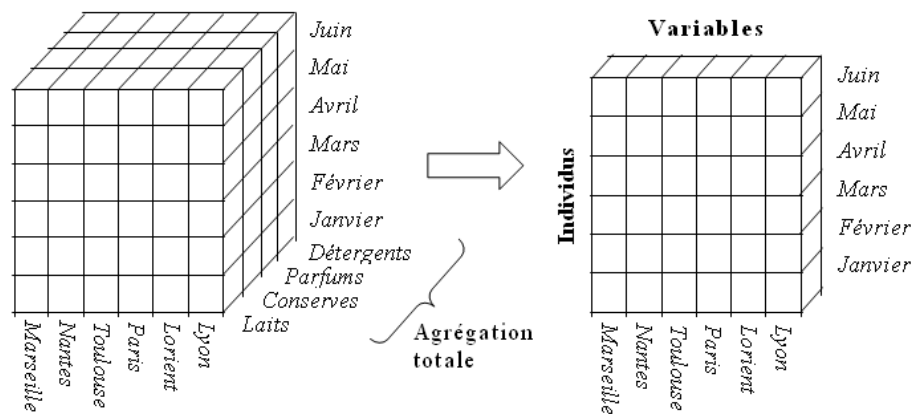 Juin
Mai
Avril
Mars
Février
Janvier
Détergents
Parfums
Conserves
Laits
Marseille
Nantes
Toulouse
Paris
Lorient
Lyon
Agrégation
totale
Variables
Individus
Juin
Mai
Avril
Mars
Février
Janvier
Marseille
Nantes
Toulouse
Paris
Lorient
Lyon